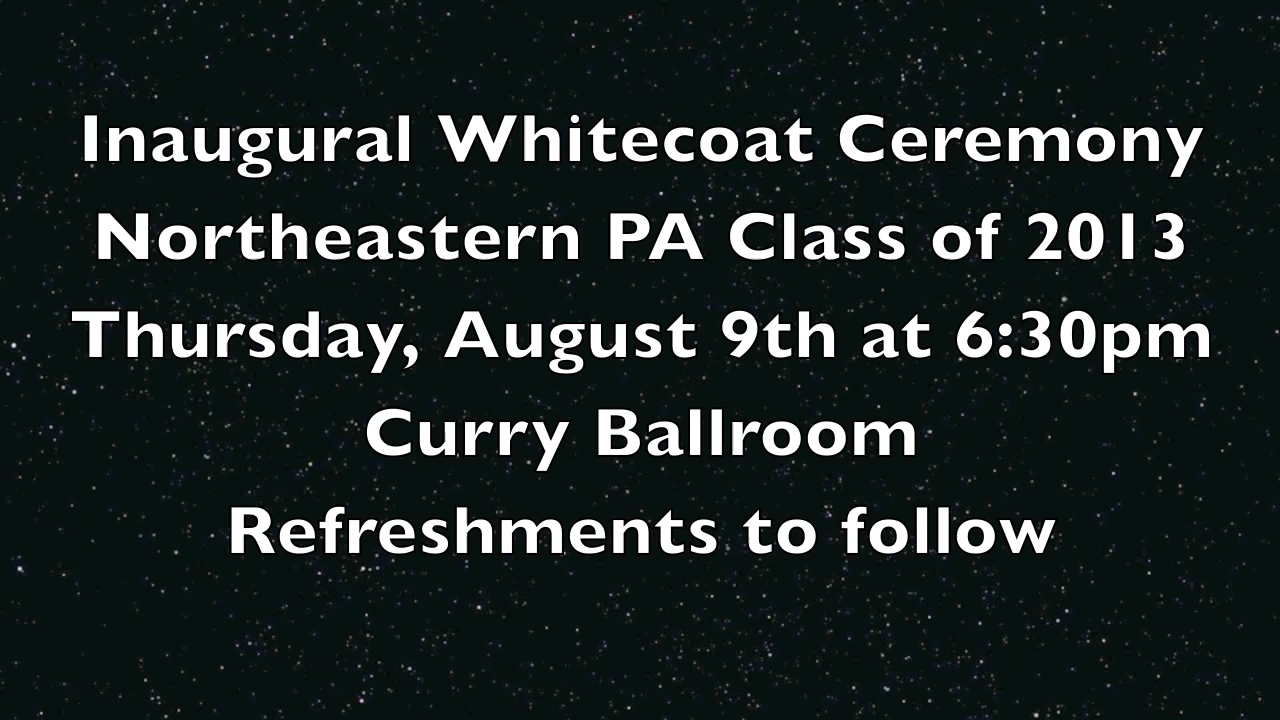 Inaugural Whitecoat Ceremony
Northeastern PA Class of 2013
Thursday, August 9th at 6:30pm
Curry Ballroom
Refreshments to follow